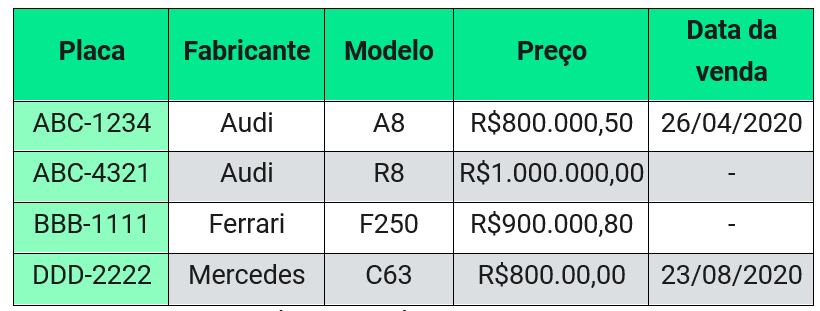 Placa Fabricante Modelo Preço Data da venda
ABC-1234 Audi A8 R$800.000,50 26/04/2020
ABC-4321 Audi R8 R$1.000.000,00 -
BBB-1111 Ferrari F250 R$900.000,80 -
DDD-2222 Mercedes C63 R$800.00,00 23/08/2020